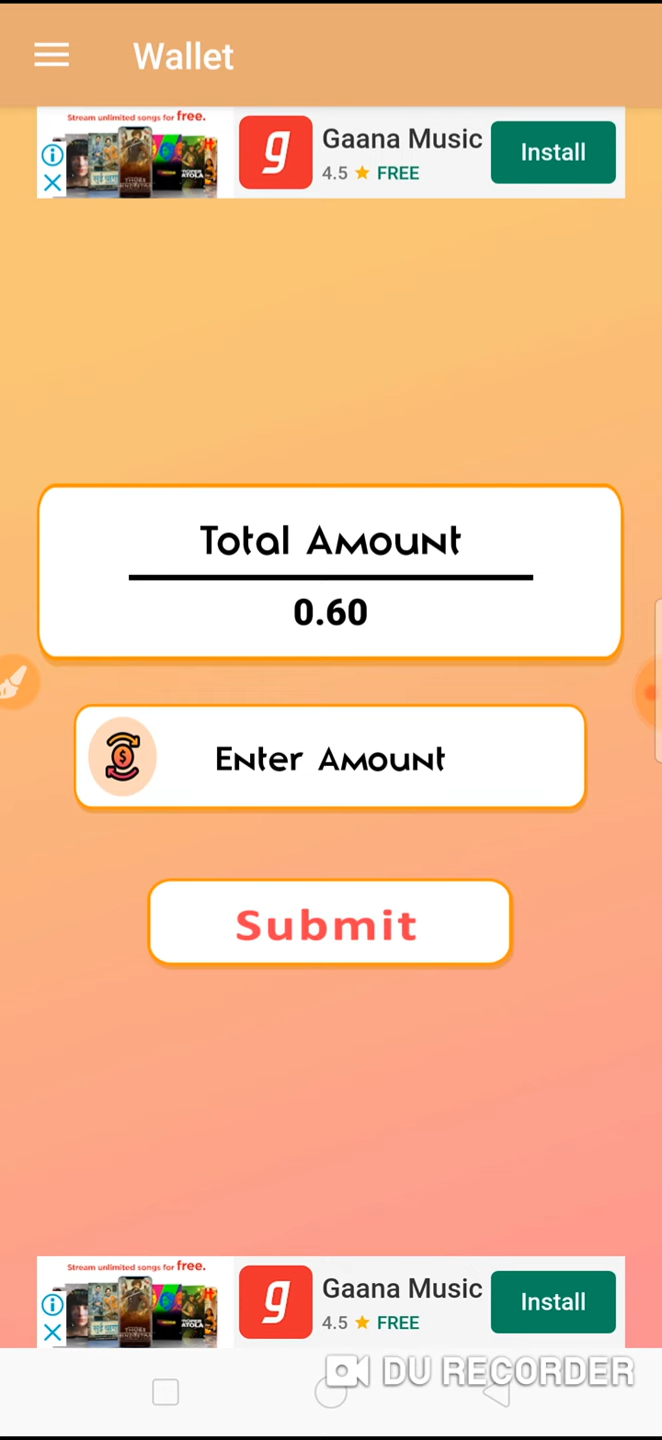 Wallet
Stream unlimited songs for free.
g
Gaana Music
4.5 ★ FREE
Install
Total Amount
0.60
$
Enter Amount
Submit
Stream unlimited songs for free.
g
Gaana Music
4.5 ★ FREE
Install
DU RECORDER